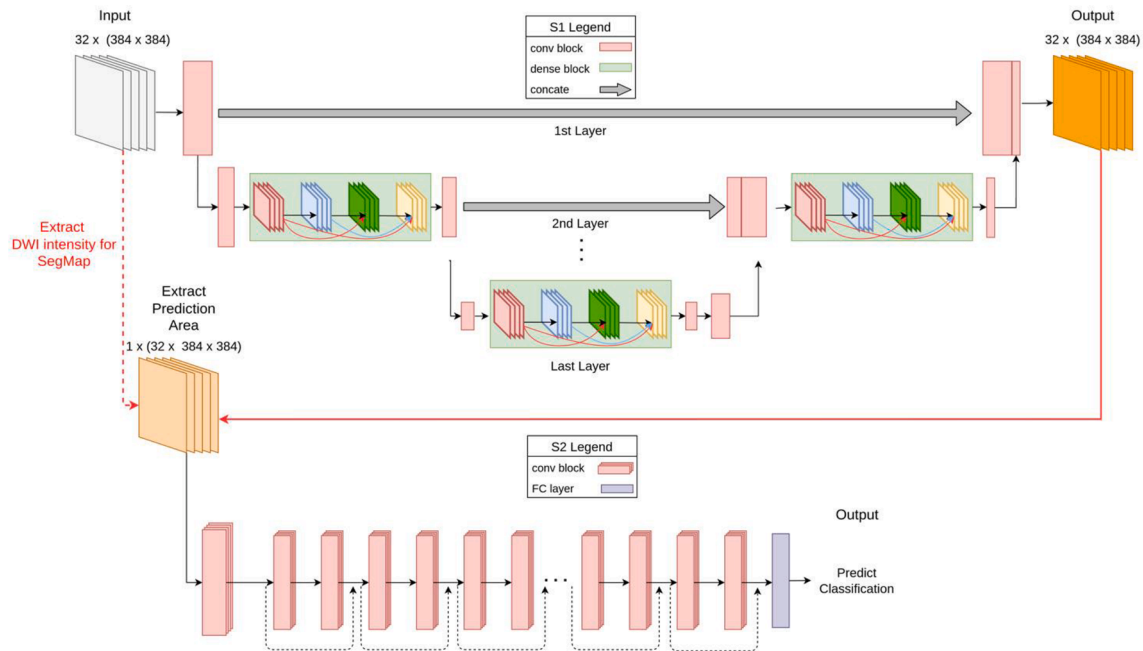 Input
32 x (384 x 384)
S1 Legend
conv block
dense block
concate
Output
32 x (384 x 384)
1st Layer
2nd Layer
Last Layer
Extract
DWI intensity for
SegMap
Extract
Prediction
Area
1 x (32 x 384 x 384)
S2 Legend
conv block
FC layer
Output
Predict
Classification